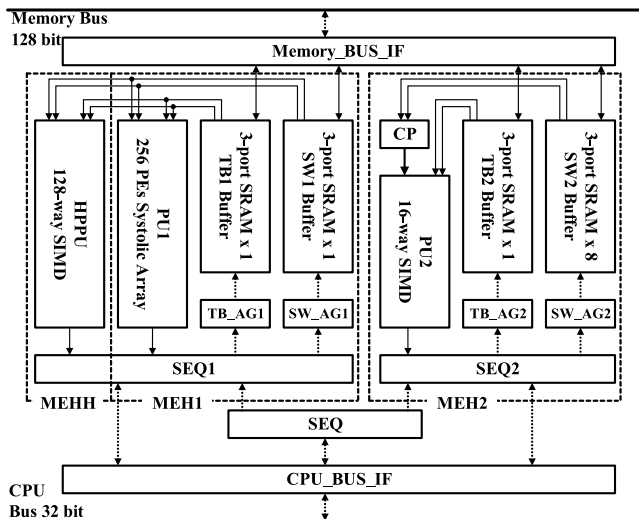 Memory Bus
128 bit
Memory_BUS_IF
HPPU
128-way SIMD
PU1
256 PEs Systolic Array
3-port SRAM x 1
TB1 Buffer
3-port SRAM x 1
SW1 Buffer
CP
PU2
16-way SIMD
3-port SRAM x 1
TB2 Buffer
3-port SRAM x 8
SW2 Buffer
TB_AG1
SW_AG1
TB_AG2
SW_AG2
SEQ1
SEQ2
MEHH
MEH1
MEH2
SEQ
CPU_BUS_IF
CPU
Bus 32 bit